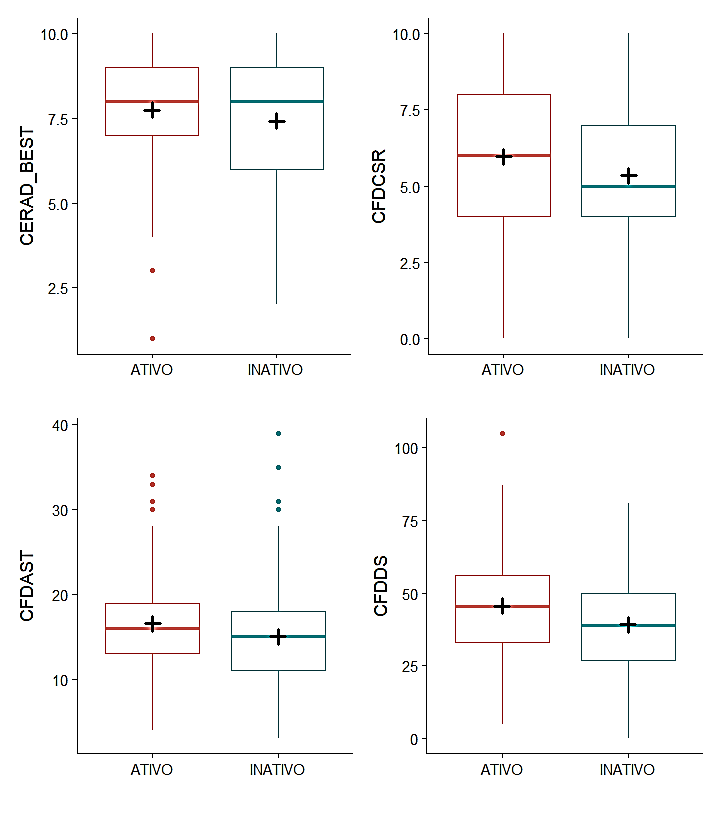 CERAD_BEST
10.0
7.5
5.0
2.5
ATIVO INATIVO
CFDCSR
10.0
7.5
5.0
2.5
0.0
ATIVO INATIVO
CFDAST
40
30
20
10
ATIVO INATIVO
CFDDS
100
75
50
25
0
ATIVO INATIVO